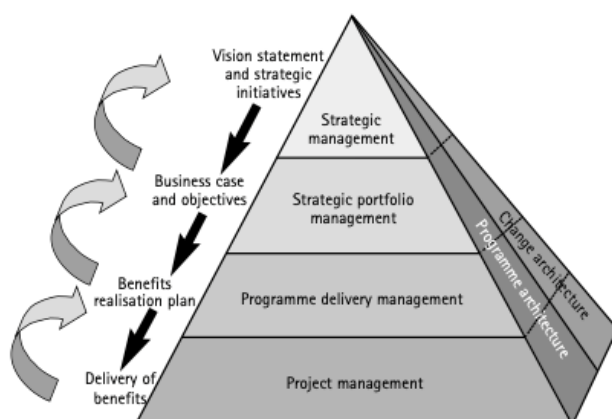 Vision statement
and strategic
initiatives
Strategic
management
Business case
and objectives
Strategic portfolio
management
Benefits
realisation plan
Programme delivery management
Delivery of
benefits
Project management
Programme architecture
Change architecture